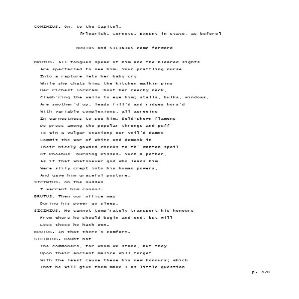 COMINIUS. On, to the Capitol.
[Flourish. Cornets. Exeunt in state, as before]
BRUTUS and SICINIUS come forward
BRUTUS. All tongues speak of him and the bleared sights
Are spectacled to see him. Your prattling nurse
Into a rapture lets her baby cry
While she chats him; the kitchen malkin pins
Her richest lockram 'bout her reechy neck,
Clamb'ring the walls to eye him; stalls, bulks, windows,
Are smother'd up, leads fill'd and ridges hors'd
With variable complexions, all agreeing
In earnestness to see him. Seld-shown flamens
Do press among the popular throngs and puff
To win a vulgar station; our veil'd dames
Commit the war of white and damask in
Their nicely gawded cheeks to th' wanton spoil
Of Phoebus' burning kisses. Such a pother,
As if that whatsoever god who leads him
Were slily crept into his human powers,
And gave him graceful posture.
SICINIUS. On the sudden
I warrant him consul.
BRUTUS. Then our office may
During his power go sleep.
SICINIUS. He cannot temp'rately transport his honours
From where he should begin and end, but will
Lose those he hath won.
BRUTUS. In that there's comfort.
SICINIUS. Doubt not
The commoners, for whom we stand, but they
Upon their ancient malice will forget
With the least cause these his new honours; which
That he will give them make I as little question